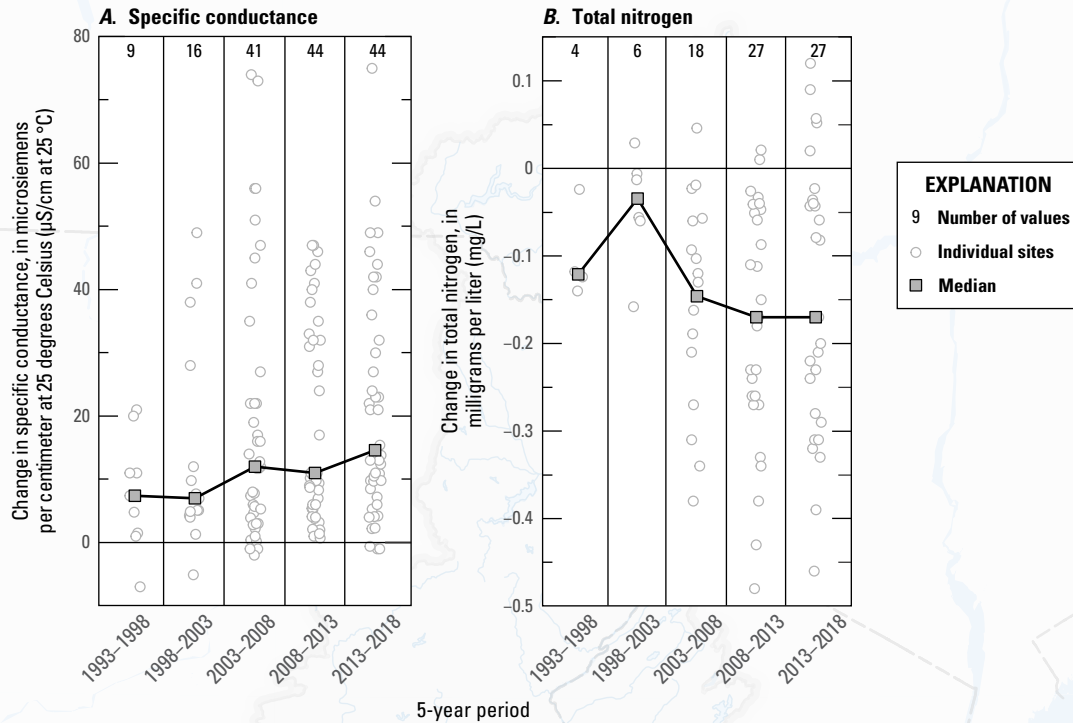 A. Specific conductance
Change in specific conductance, in microsiemens
per centimeter at 25 degrees Celsius (µS/cm at 25 °C)
80
60
40
20
0
9 16 41 44 44
1993–1998
1998–2003
2003–2008
2008–2013
2013–2018
B. Total nitrogen
Change in total nitrogen, in
milligrams per liter (mg/L)
0.1
0
−0.1
−0.2
−0.3
−0.4
−0.5
4 6 18 27 27
1993–1998
1998–2003
2003–2008
2008–2013
2013–2018
5-year period
EXPLANATION
9 Number of values
Individual sites
Median